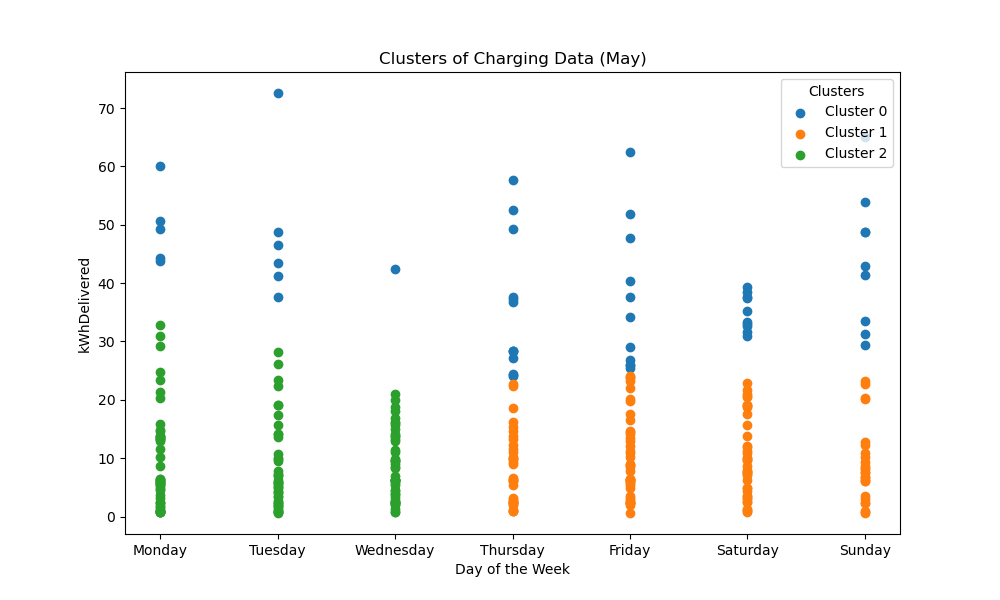 Clusters of Charging Data (May)
Clusters
Cluster 0
Cluster 1
Cluster 2
kWhDelivered
70
60
50
40
30
20
10
0
Monday Tuesday Wednesday Thursday Friday Saturday Sunday
Day of the Week